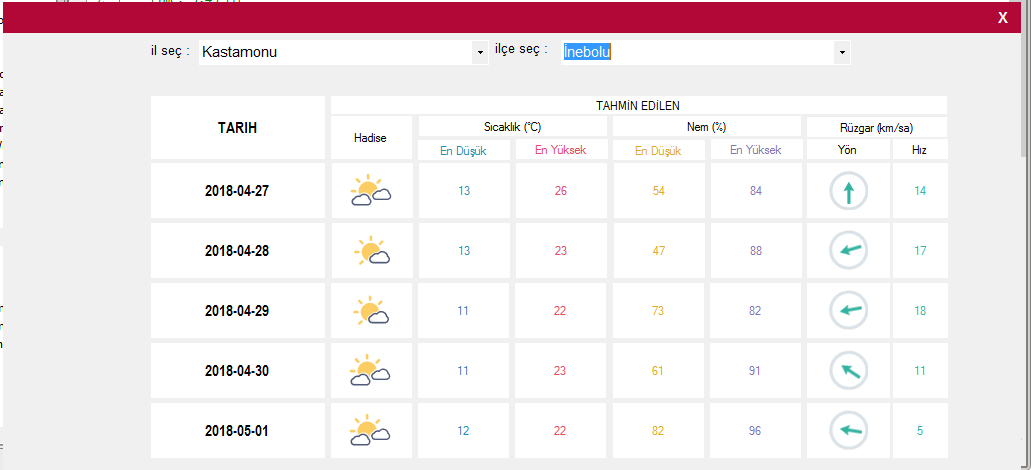 X
il seç : Kastamonu ilçe seç : İnebolu
TAHMİN EDİLEN
TARIH Hadise Sıcaklık (°C) Nem (%) Rüzgar (km/sa)
En Düşük En Yüksek En Düşük En Yüksek Yön Hız
2018-04-27 13 26 54 84 14
2018-04-28 13 23 47 88 17
2018-04-29 11 22 73 82 18
2018-04-30 11 23 61 91 11
2018-05-01 12 22 82 96 5